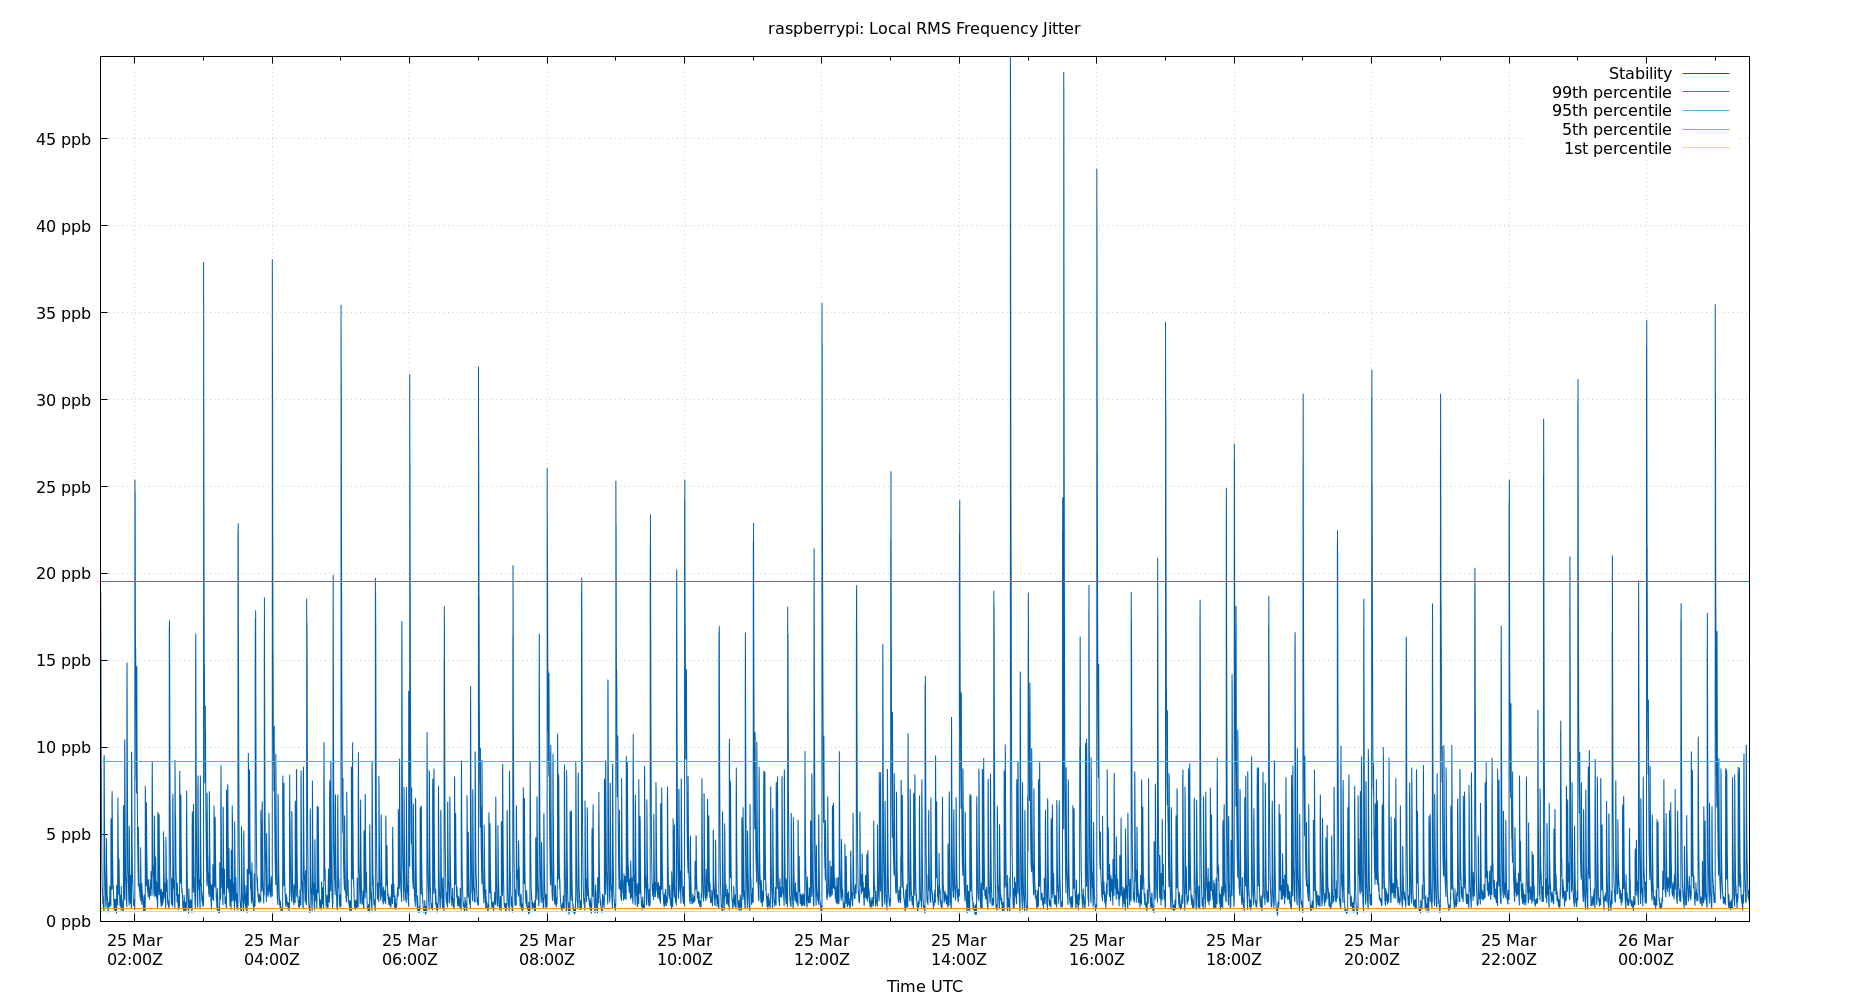 raspberrypi: Local RMS Frequency Jitter
Stability
99th percentile
95th percentile
5th percentile
1st percentile
45 ppb
40 ppb
35 ppb
30 ppb
25 ppb
20 ppb
15 ppb
10 ppb
5 ppb
0 ppb
25 Mar 25 Mar 25 Mar 25 Mar 25 Mar 25 Mar 25 Mar 25 Mar 25 Mar 25 Mar 25 Mar 26 Mar
02:00Z 04:00Z 06:00Z 08:00Z 10:00Z 12:00Z 14:00Z 16:00Z 18:00Z 20:00Z 22:00Z 00:00Z
Time UTC